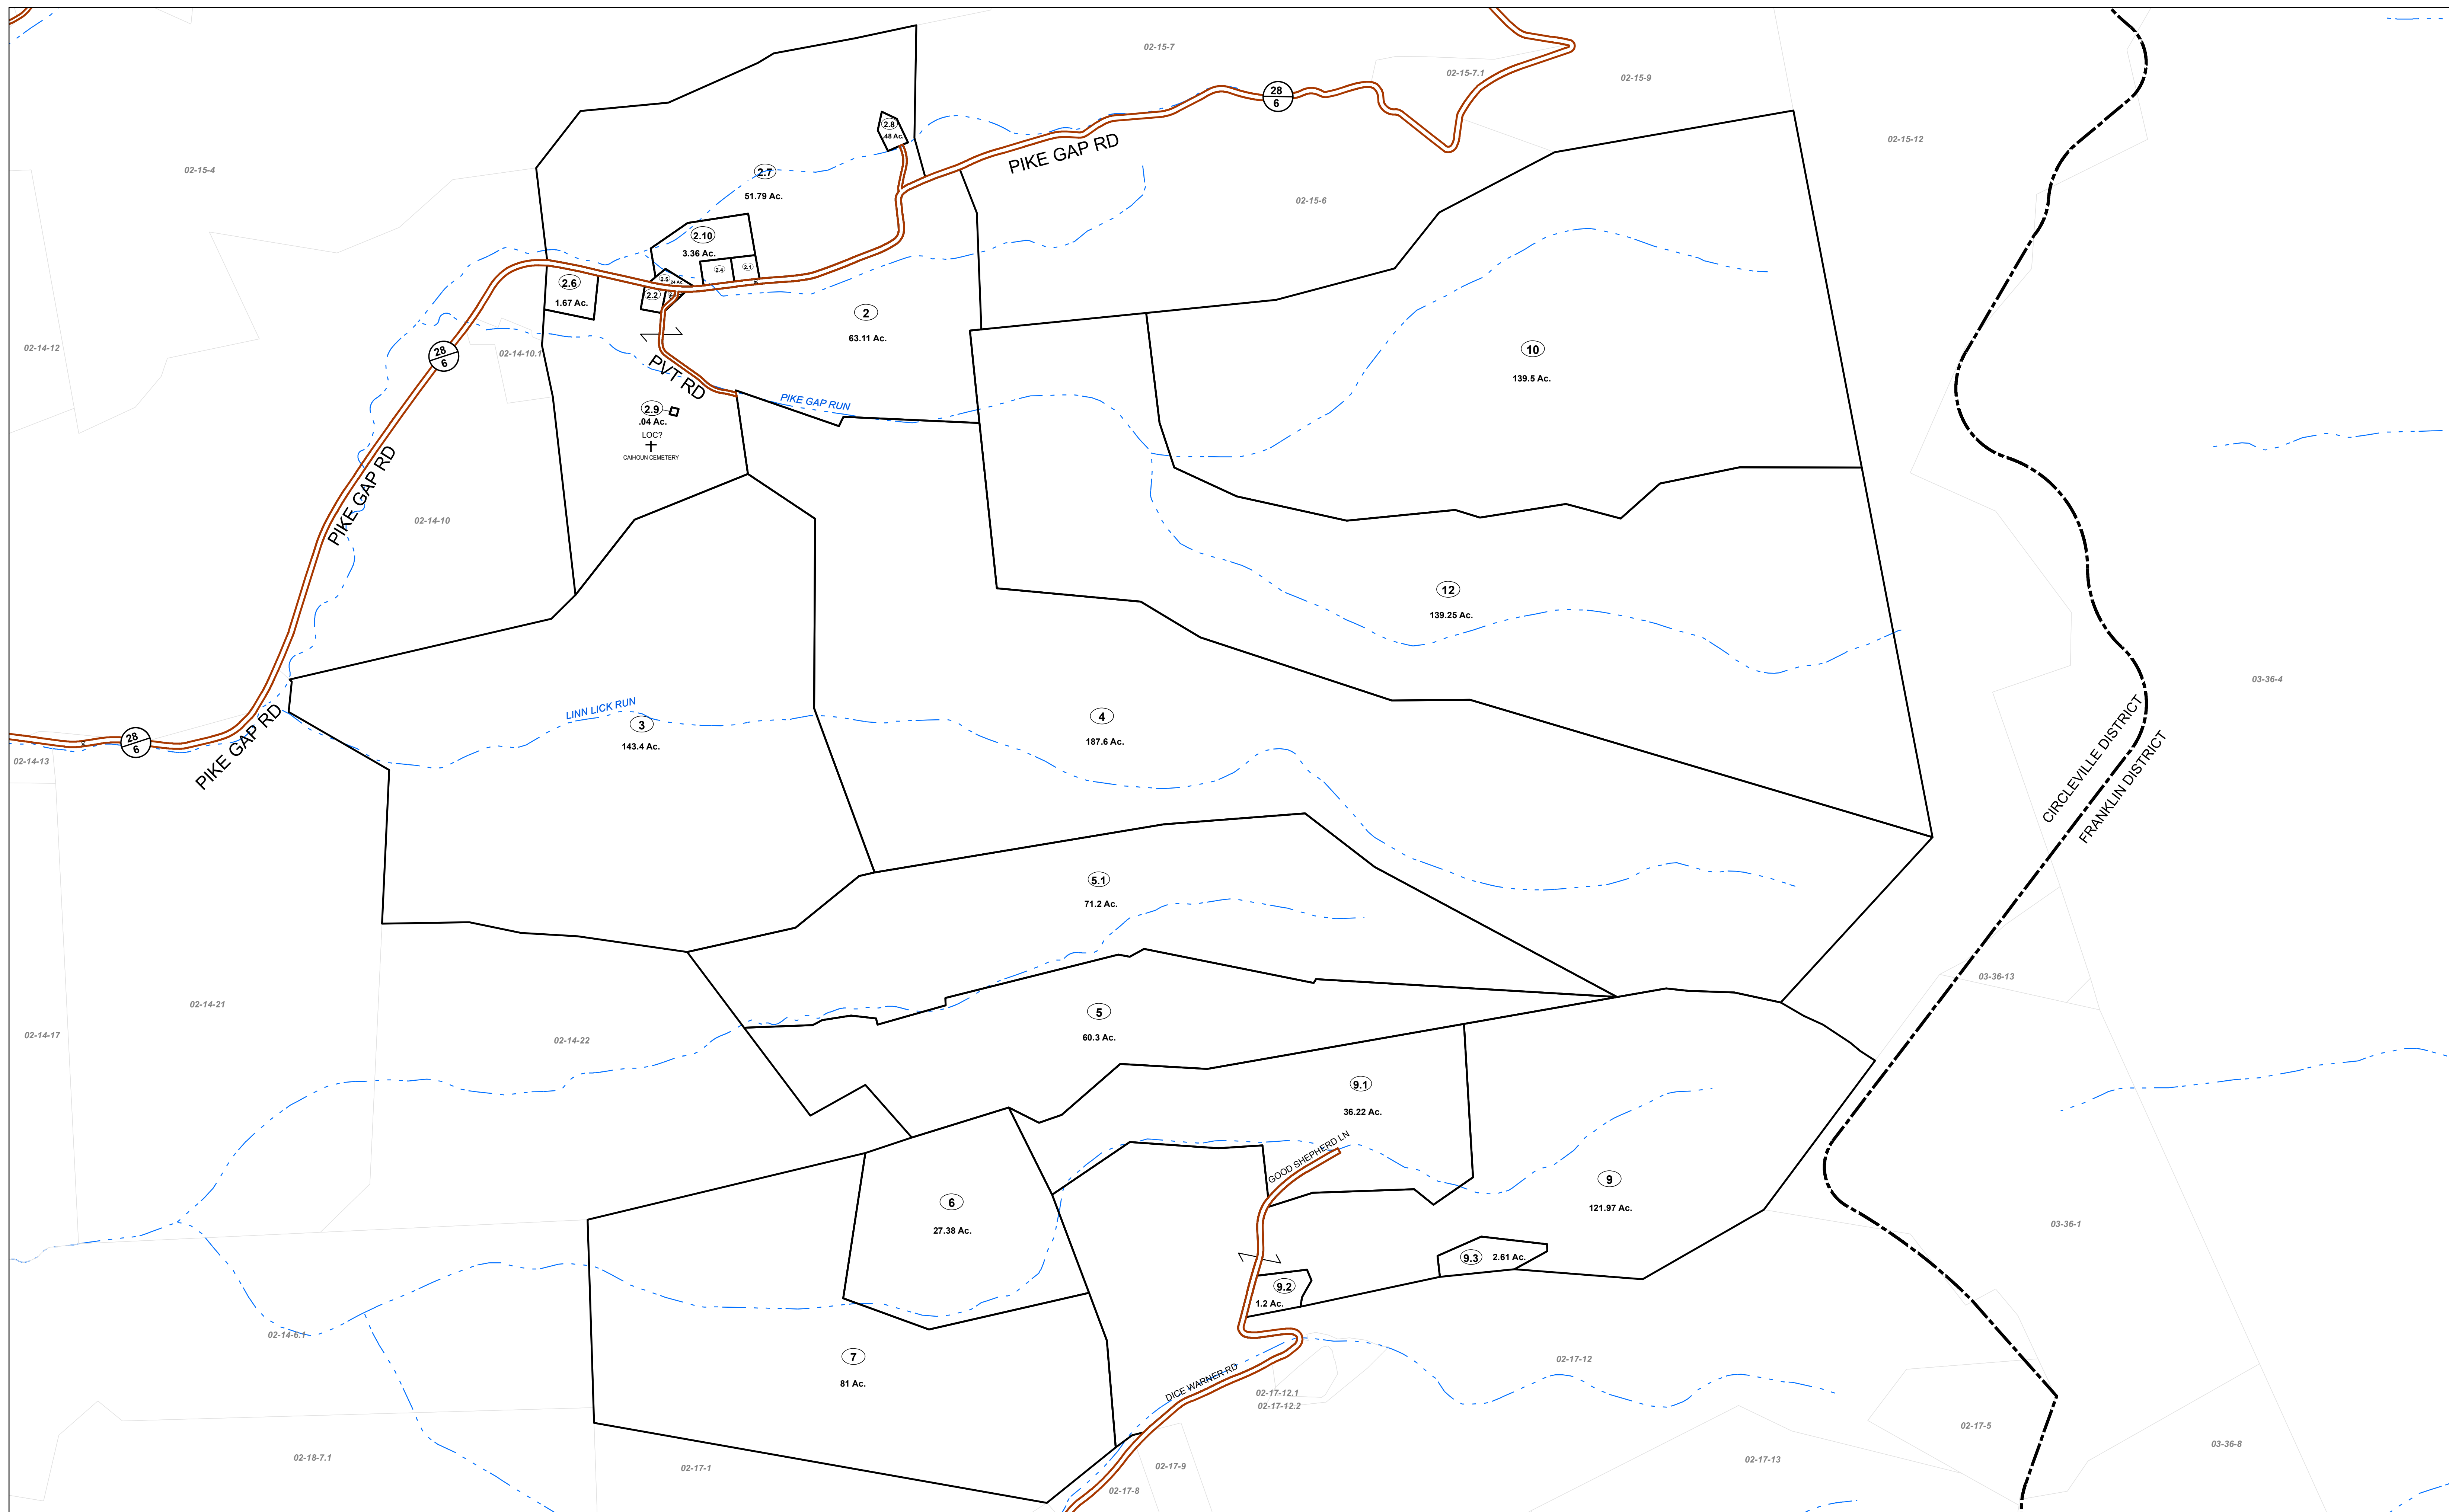 02-15-7
02-15-7.1
02-15-9
28
6
2.8
.48 Ac.
PIKE GAP RD
02-15-12
02-15-4
2.7
51.79 Ac.
02-15-6
2.10
3.36 Ac.
2.4
2.1
2.5
2.6
1.67 Ac.
2.2
2
63.11 Ac.
02-14-12
28
6
02-14-10.1
PVT RD
10
139.5 Ac.
2.9
.04 Ac.
LOC?
CAIHOUN CEMETERY
PIKE GAP RUN
PIKE GAP RD
02-14-10
12
139.25 Ac.
03-36-4
LINN LICK RUN
3
143.4 Ac.
4
187.6 Ac.
CIRCLEVILLE DISTRICT
FRANKLIN DISTRICT
28
6
PIKE GAP RD
02-14-13
5.1
71.2 Ac.
03-36-13
02-14-21
5
60.3 Ac.
02-14-17
02-14-22
9.1
36.22 Ac.
GOOD SHEPHERD LN
9
121.97 Ac.
6
27.38 Ac.
03-36-1
9.3
2.61 Ac.
9.2
1.2 Ac.
02-14-6.1
7
81 Ac.
DICE WARNER RD
02-17-12
02-17-12.1
02-17-12.2
02-17-5
03-36-8
02-18-7.1
02-17-1
02-17-9
02-17-13
02-17-8